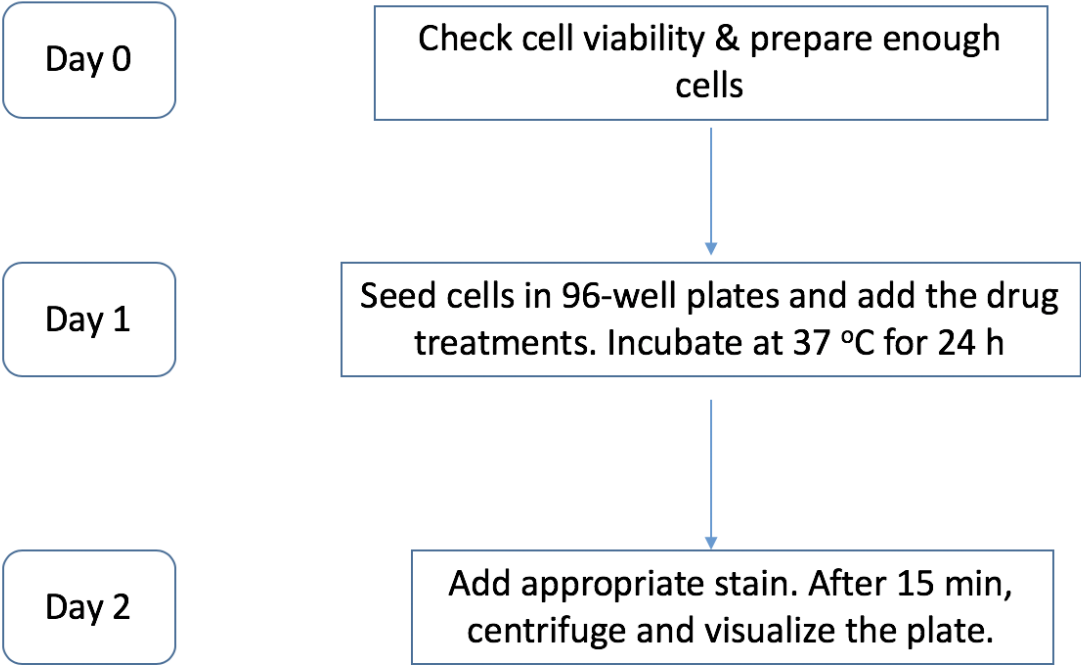 Day 0
Check cell viability & prepare enough
cells
Day 1
Seed cells in 96-well plates and add the drug
treatments. Incubate at 37 ºC for 24 h
Day 2
Add appropriate stain. After 15 min,
centrifuge and visualize the plate.